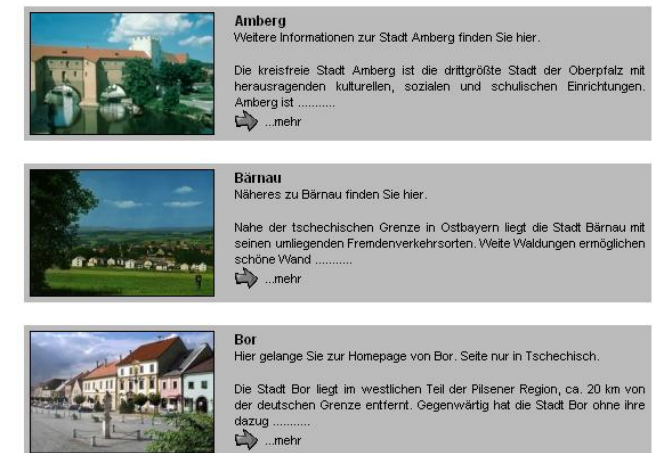 Amberg
Weitere Informationen zur Stadt Amberg finden Sie hier.
Die kreisfreie Stadt Amberg ist die drittgrößte Stadt der Oberpfalz mit
herausragenden kulturellen, sozialen und schulischen Einrichtungen.
Amberg ist ...........
...mehr
Bärnau
Näheres zu Bärnau finden Sie hier.
Nahe der tschechischen Grenze in Ostbayern liegt die Stadt Bärnau mit
seinen umliegenden Fremdenverkehrsorten. Weite Waldungen ermöglichen
schöne Wand ...........
...mehr
Bor
Hier gelange Sie zur Homepage von Bor. Seite nur in Tschechisch.
Die Stadt Bor liegt im westlichen Teil der Pilsener Region, ca. 20 km von
der deutschen Grenze entfernt. Gegenwärtig hat die Stadt Bor ohne ihre
dazug ...........
...mehr